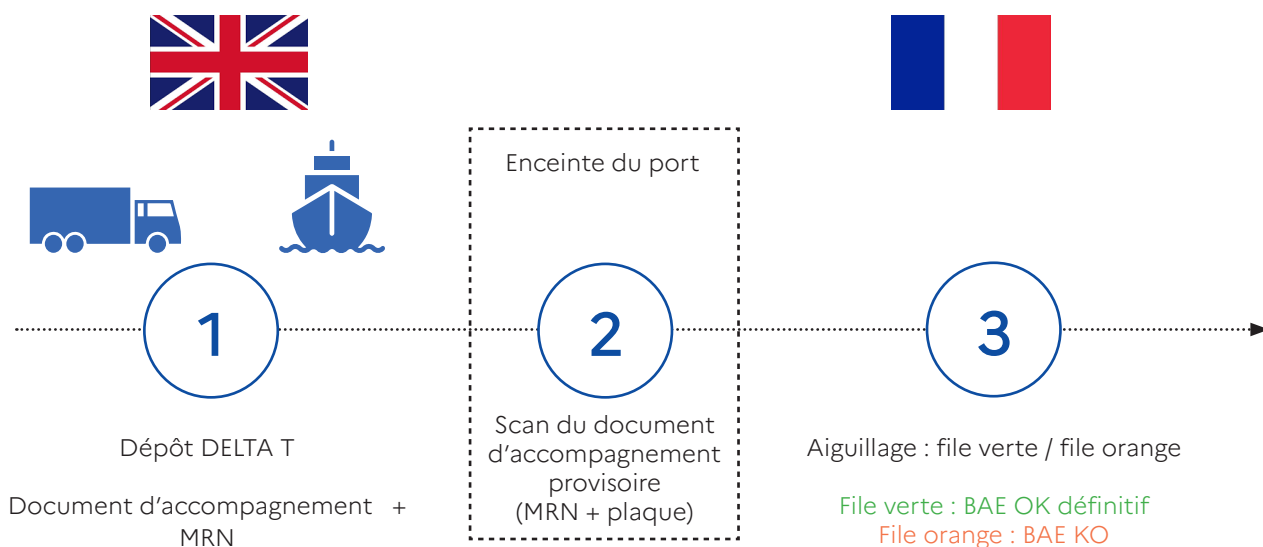 Enceinte du port
1
2
3
Dépôt DELTA T
Document d'accompagnement +
MRN
Scan du document
d'accompagnement
provisoire
(MRN + plaque)
Aiguillage : file verte / file orange
File verte : BAE OK définitif
File orange : BAE KO